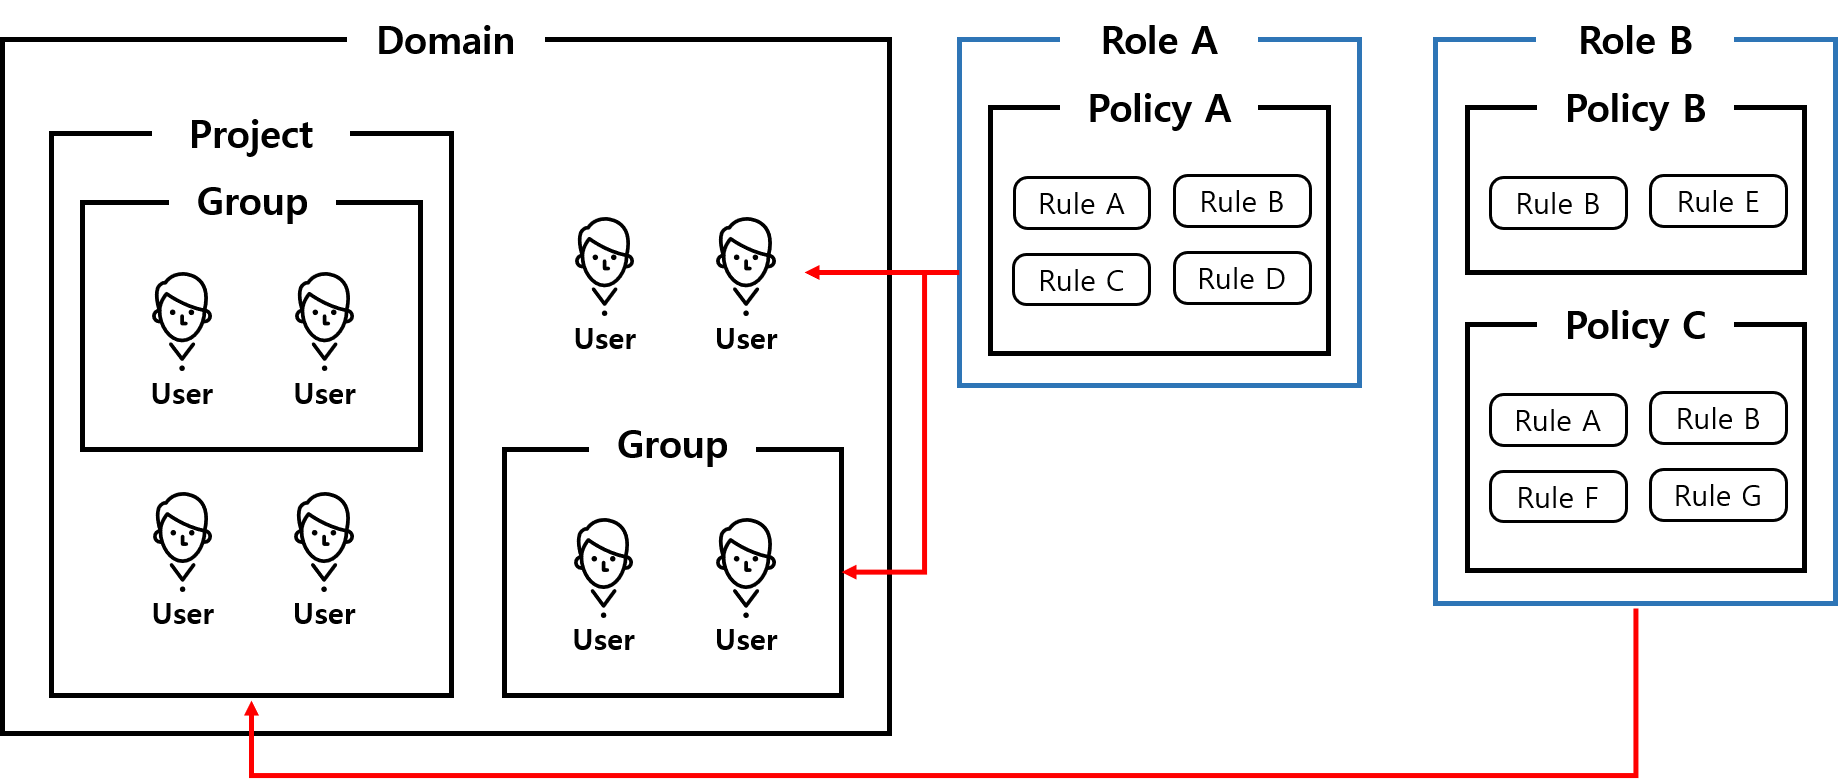 Domain
Project
Group
User User
User User
User User
Group
User User
Role A
Policy A
Rule A Rule B
Rule C Rule D
Role B
Policy B
Rule B Rule E
Policy C
Rule A Rule B
Rule F Rule G